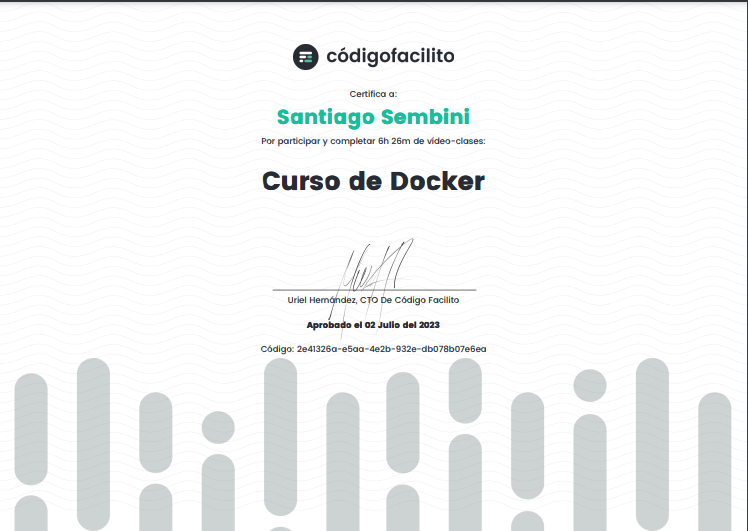 códigofacilito
Certifica a:
Santiago Sembini
Por participar y completar 6h 26m de video-clases:
Curso de Docker
Uriel Hernández, CTO De Código Facilito
Aprobado el 02 Julio del 2023
Código: 2e41326a-e5aa-4e2b-932e-db078b07e6ea